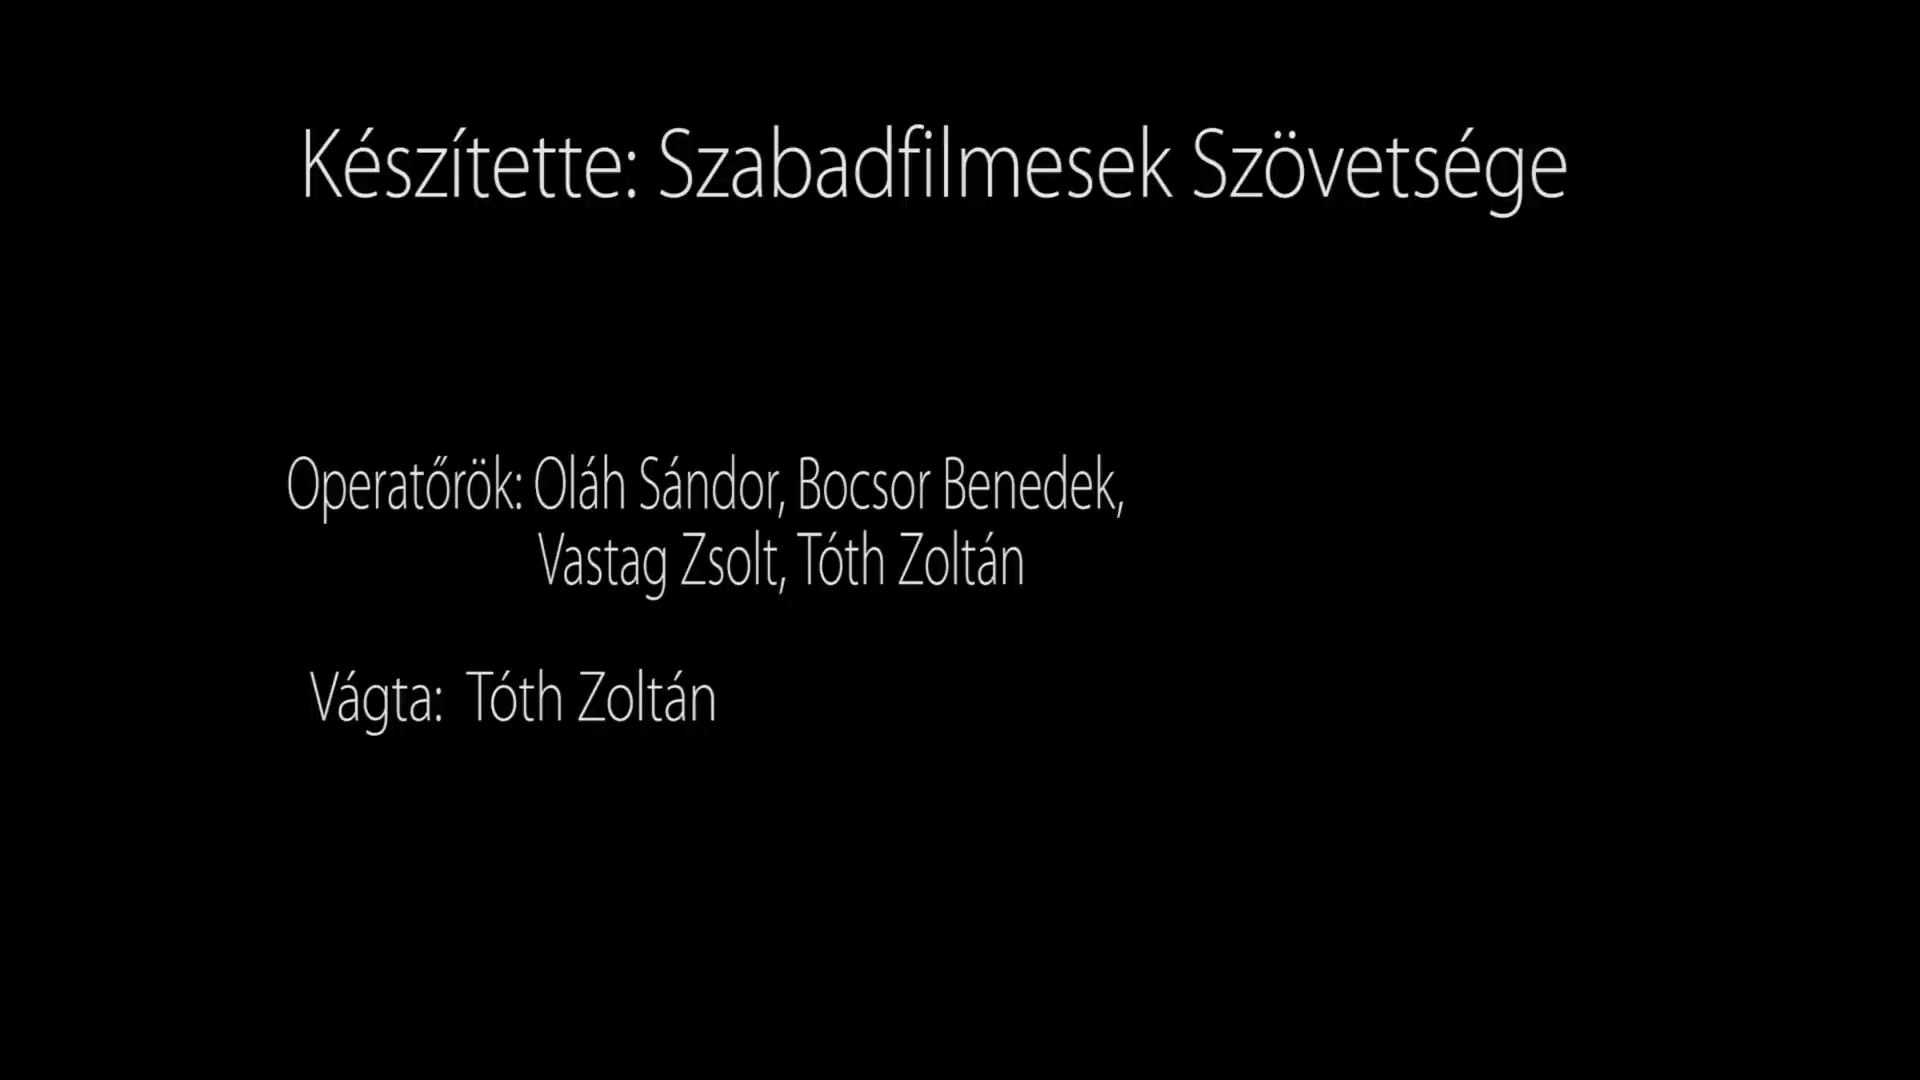 Készítette: Szabadfilmesek Szövetsége
Operatőrök: Oláh Sándor, Bocsor Benedek,
Vastag Zsolt, Tóth Zoltán
Vágta: Tóth Zoltán